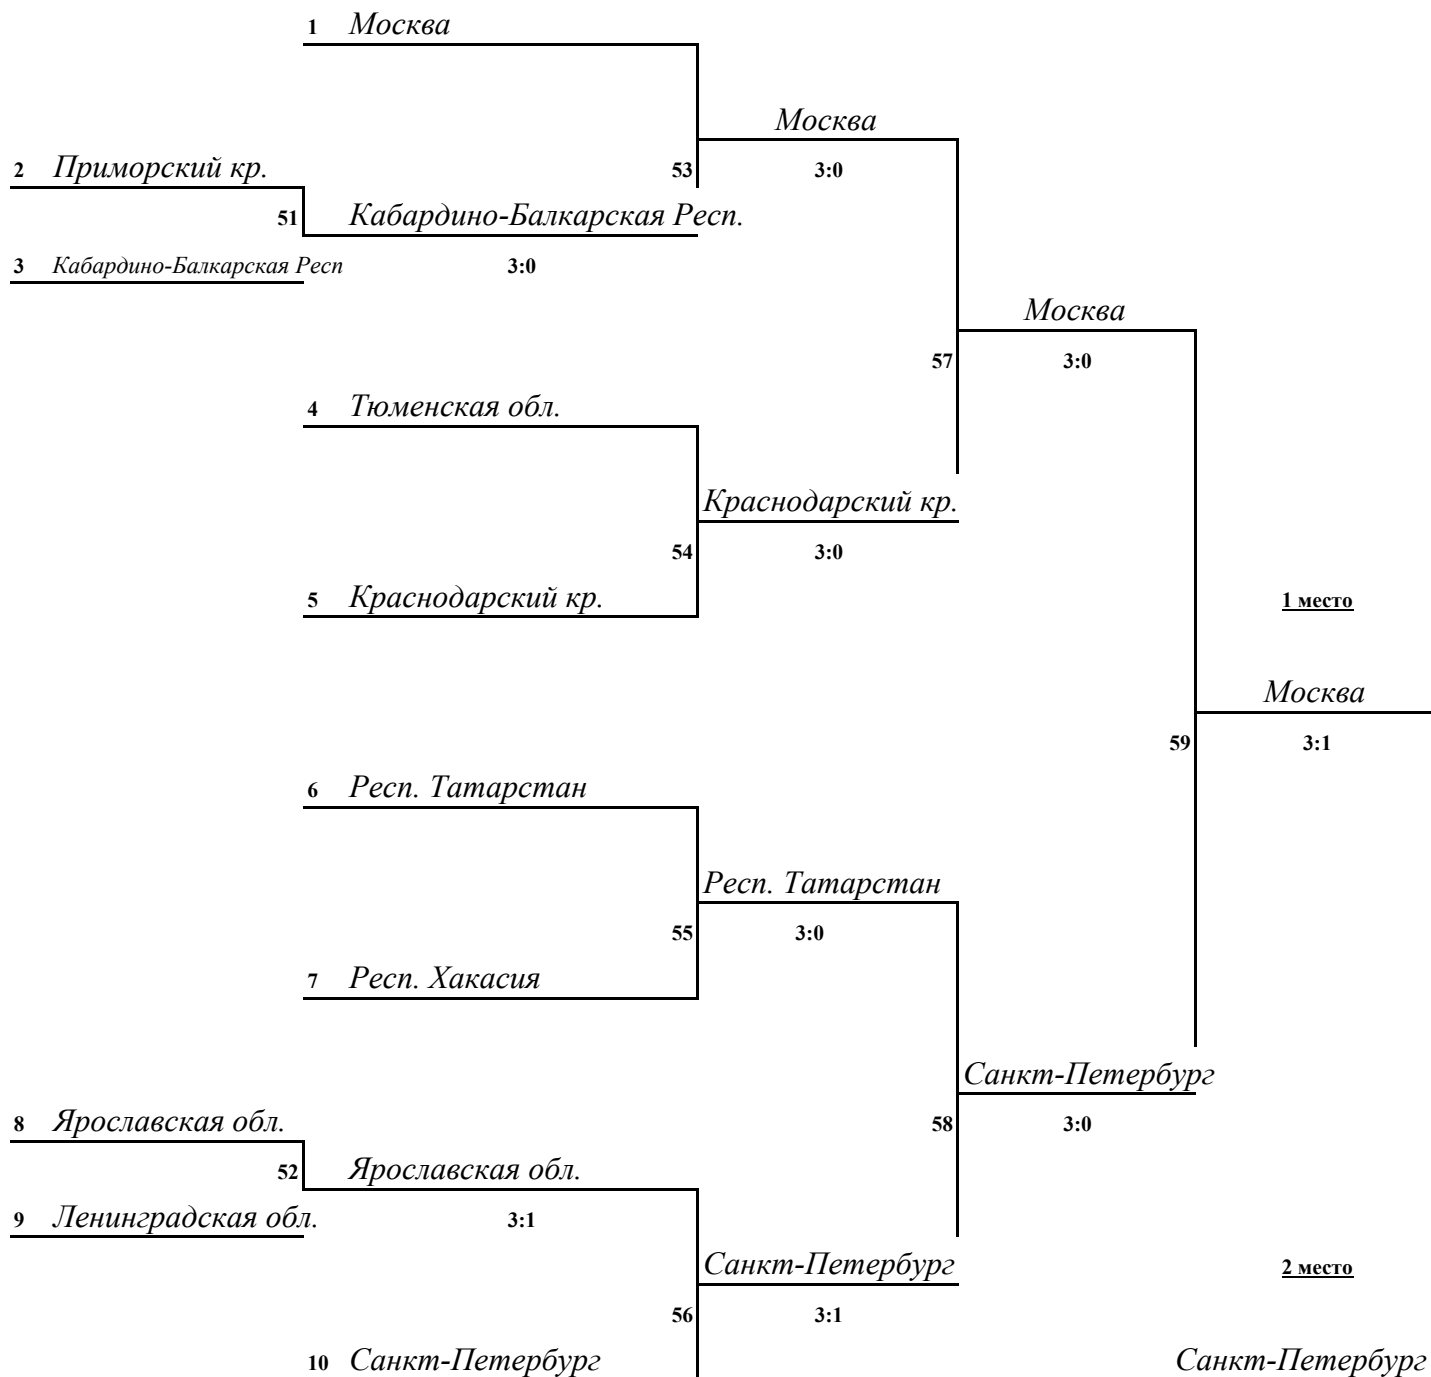 1 Москва
Москва
2 Приморский кр.
53 3:0
51 Кабардино-Балкарская Респ.
3 Кабардино-Балкарская Респ 3:0
Москва
57 3:0
4 Тюменская обл.
Краснодарский кр.
54 3:0
5 Краснодарский кр.
1 место
Москва
59 3:1
6 Респ. Татарстан
Респ. Татарстан
55 3:0
7 Респ. Хакасия
Санкт-Петербург
8 Ярославская обл.
58 3:0
52 Ярославская обл.
9 Ленинградская обл. 3:1
Санкт-Петербург
2 место
56 3:1
10 Санкт-Петербург
Санкт-Петербург